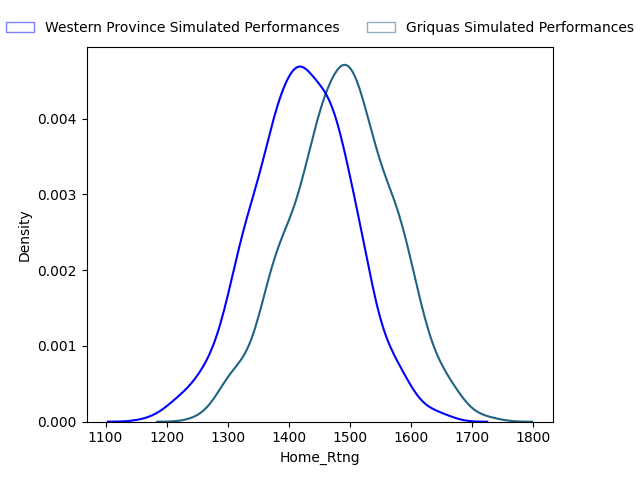 Western Province Simulated Performances Griquas Simulated Performances
0.004
0.003
0.002
0.001
0.000
Density
1100 1200 1300 1400 1500 1600 1700 1800
Home_Rtng